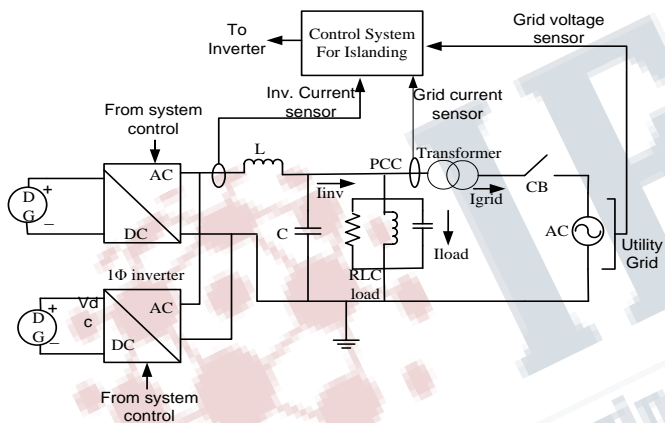 To
Inverter
Control System
For Islanding
Grid voltage
sensor
Inv. Current
sensor
Grid current
sensor
From system
control
L
PCC
Transformer
AC
DC
D
G
+
_
Iinv
Igrid
CB
C
AC
Utility
Grid
Iload
RLC
load
1Φ inverter
Vd
c
AC
DC
D
G
+
_
From system
control